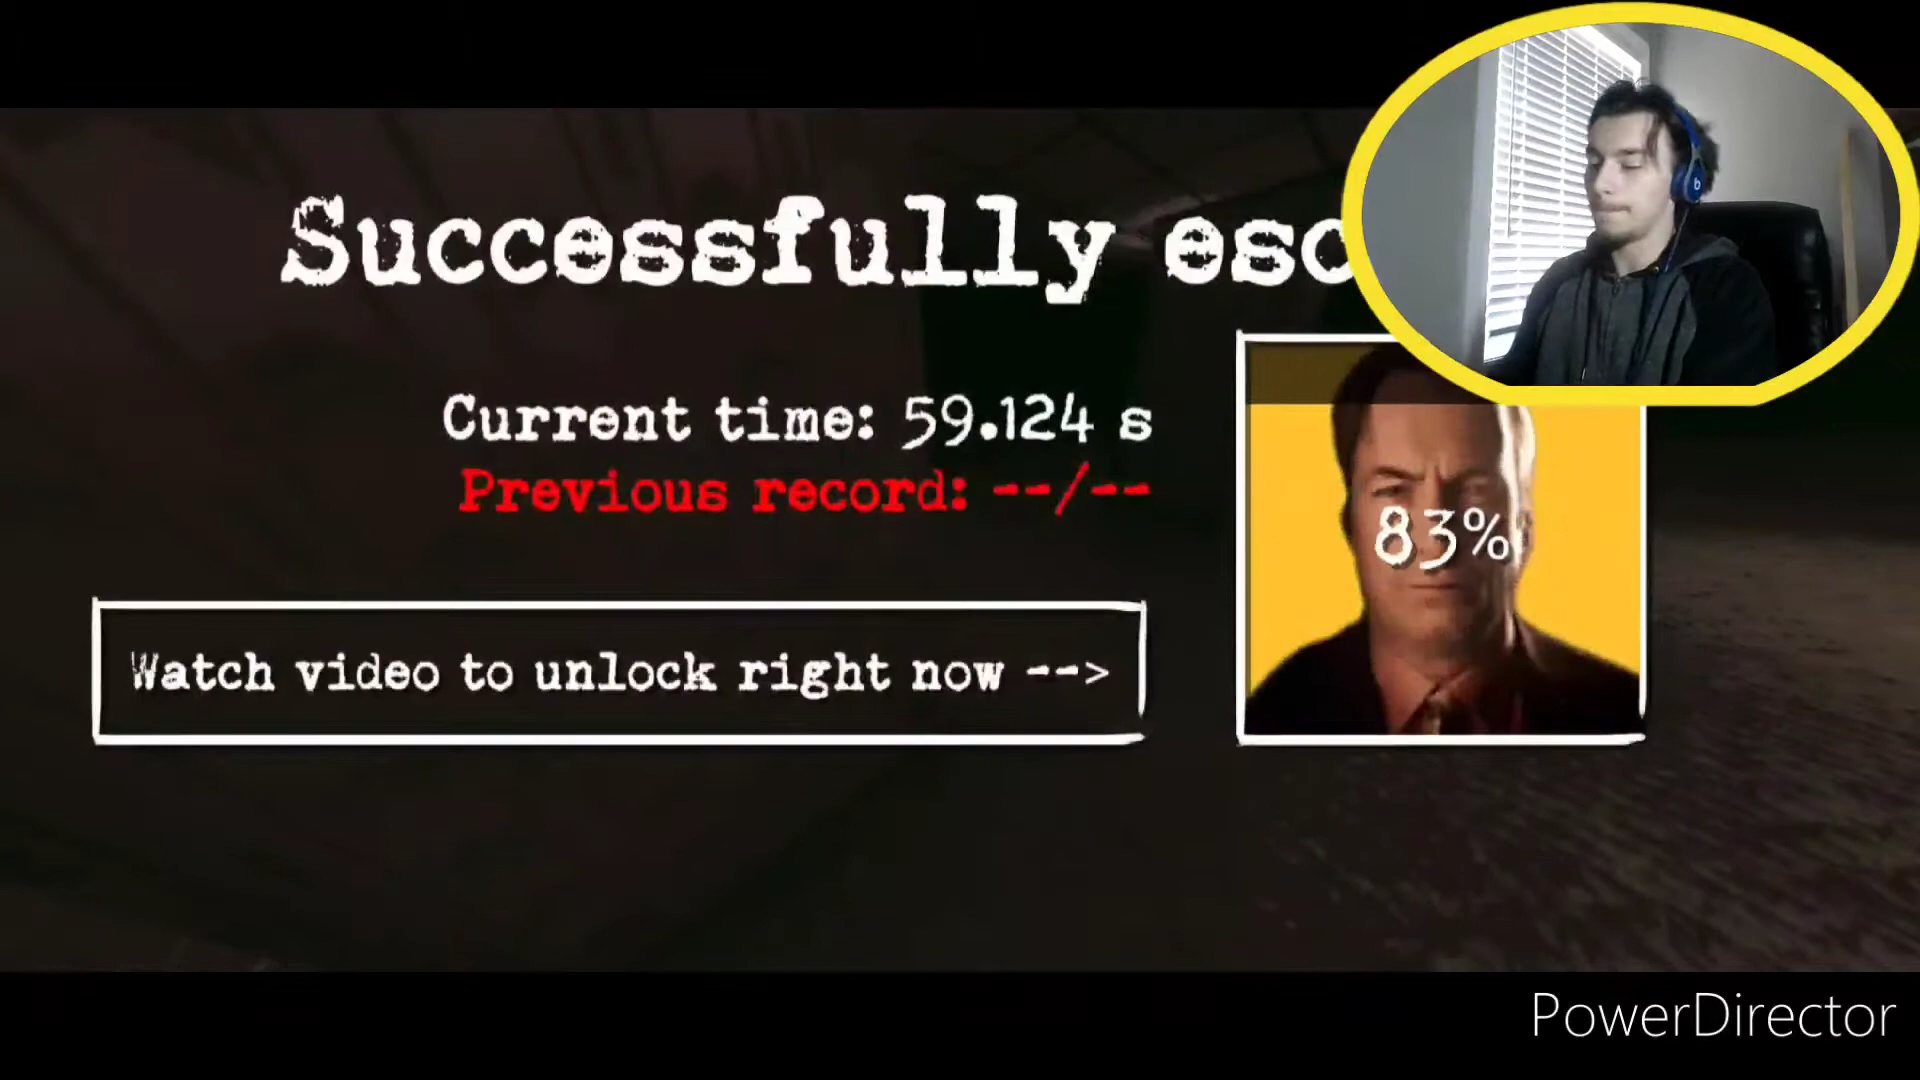 Successfully esc
Current time: 59.124 s
Previous record: --/--
83%
Watch video to unlock right now -->
PowerDirector